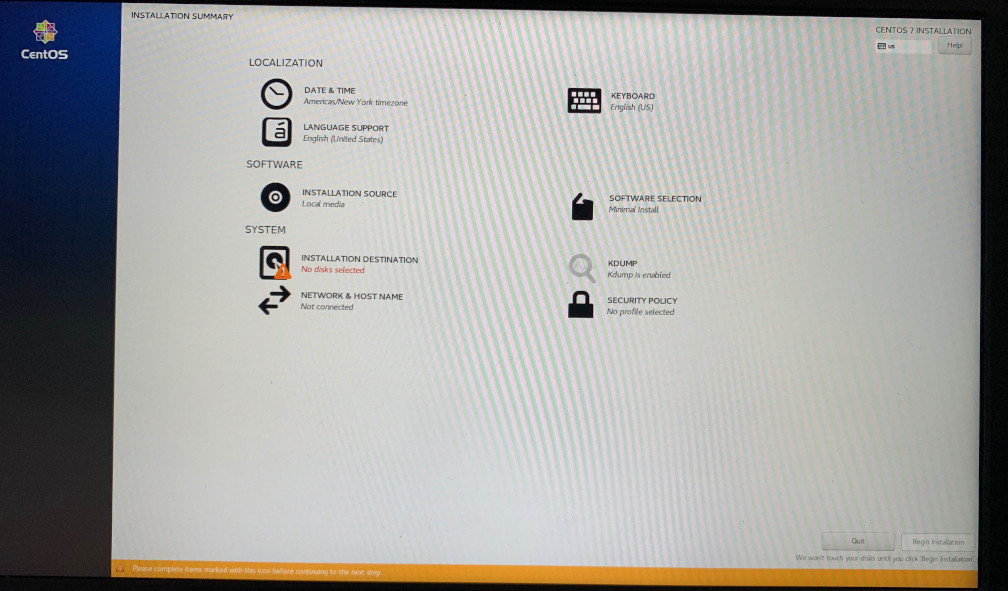 CentOS
INSTALLATION SUMMARY
CENTOS 7 INSTALLATION
us
Help!
LOCALIZATION
DATE & TIME
Americas/New York timezone
KEYBOARD
English (US)
LANGUAGE SUPPORT
English (United States)
SOFTWARE
INSTALLATION SOURCE
Local media
SOFTWARE SELECTION
Minimal Install
SYSTEM
INSTALLATION DESTINATION
No disks selected
KDUMP
Kdump is enabled
NETWORK & HOST NAME
Not connected
SECURITY POLICY
No profile selected
Quit
Begin Installation
We won't touch your disks until you click 'Begin Installation'.
Please complete items marked with this icon before continuing to the next step.